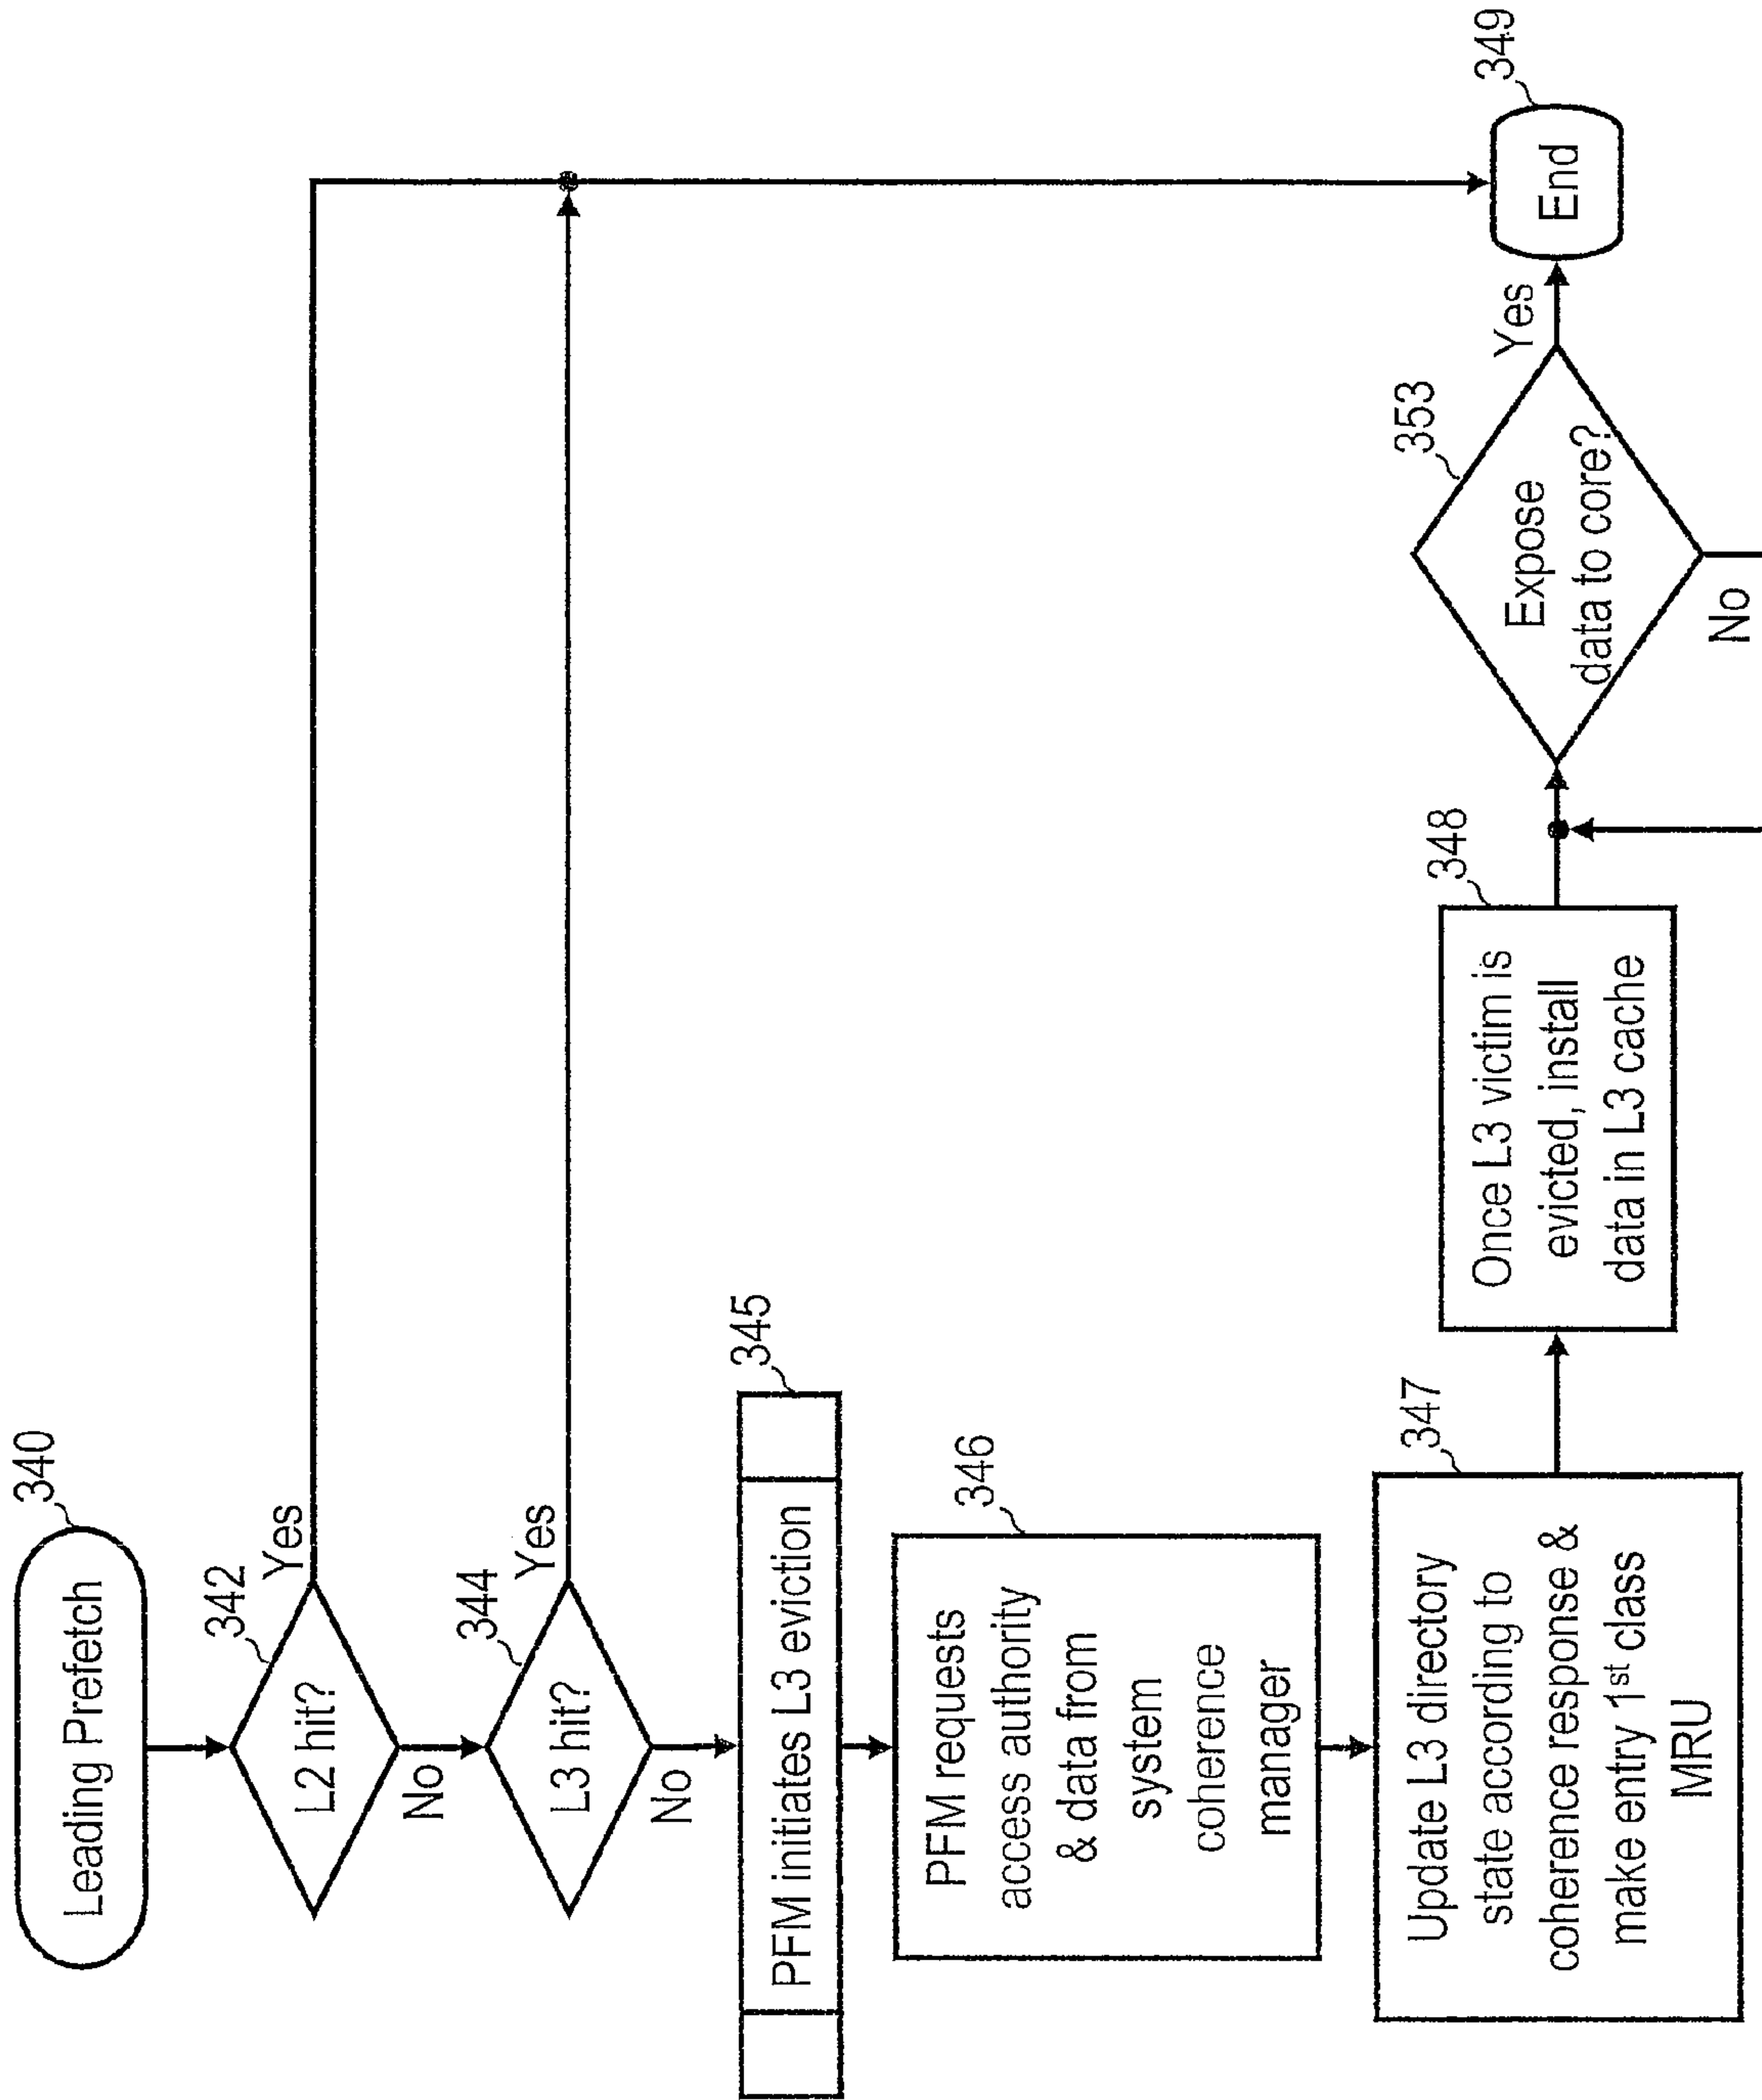 340
Leading Prefetch
342
L2 hit?
Yes
No
344
L3 hit?
Yes
No
345
PFM initiates L3 eviction
346
PFM requests
access authority
& data from
system
coherence
manager
347
Update L3 directory
state according to
coherence response &
make entry 1st class
MRU
348
Once L3 victim is
evicted, install
data in L3 cache
353
Expose
data to core?
Yes
No
349
End